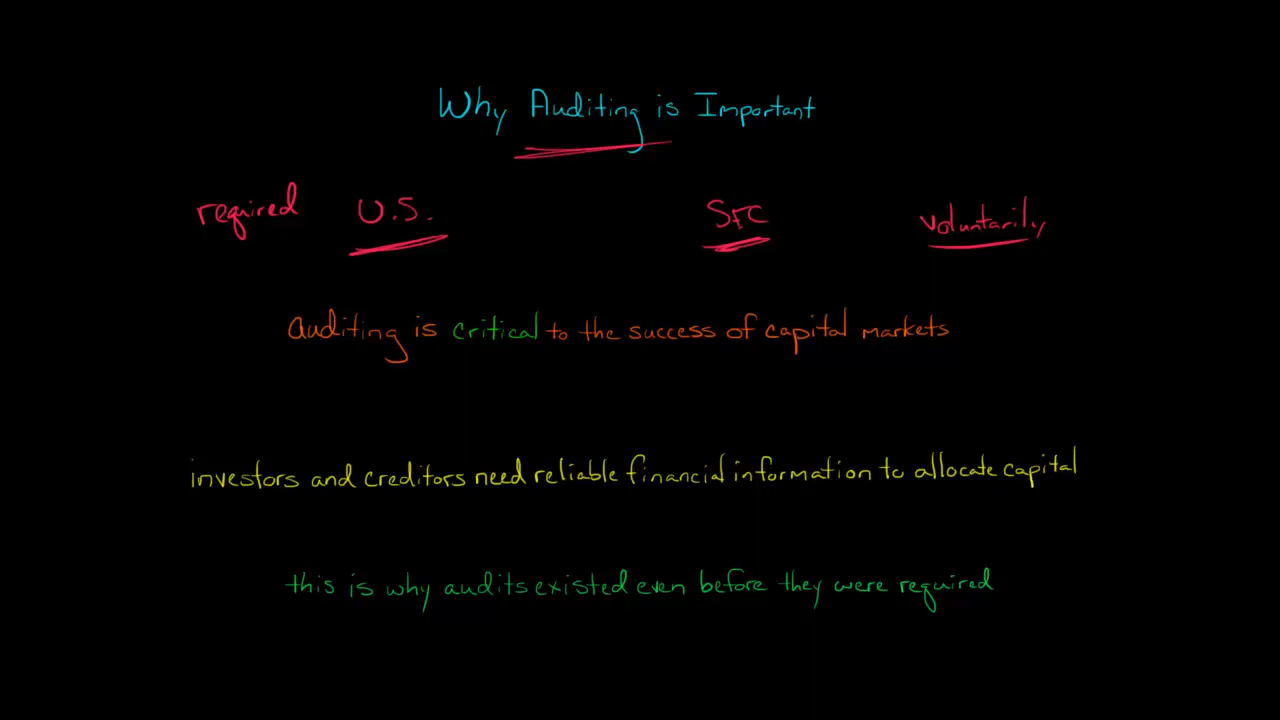 Why Auditing is Important
required U.S. SEC voluntarily
auditing is critical to the success of capital markets
investors and creditors need reliable financial information to allocate capital
this is why audits existed even before they were required